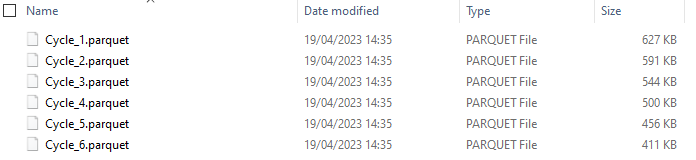 Name Date modified Type Size
Cycle_1.parquet 19/04/2023 14:35 PARQUET File 627 KB
Cycle_2.parquet 19/04/2023 14:35 PARQUET File 591 KB
Cycle_3.parquet 19/04/2023 14:35 PARQUET File 544 KB
Cycle_4.parquet 19/04/2023 14:35 PARQUET File 500 KB
Cycle_5.parquet 19/04/2023 14:35 PARQUET File 456 KB
Cycle_6.parquet 19/04/2023 14:35 PARQUET File 411 KB